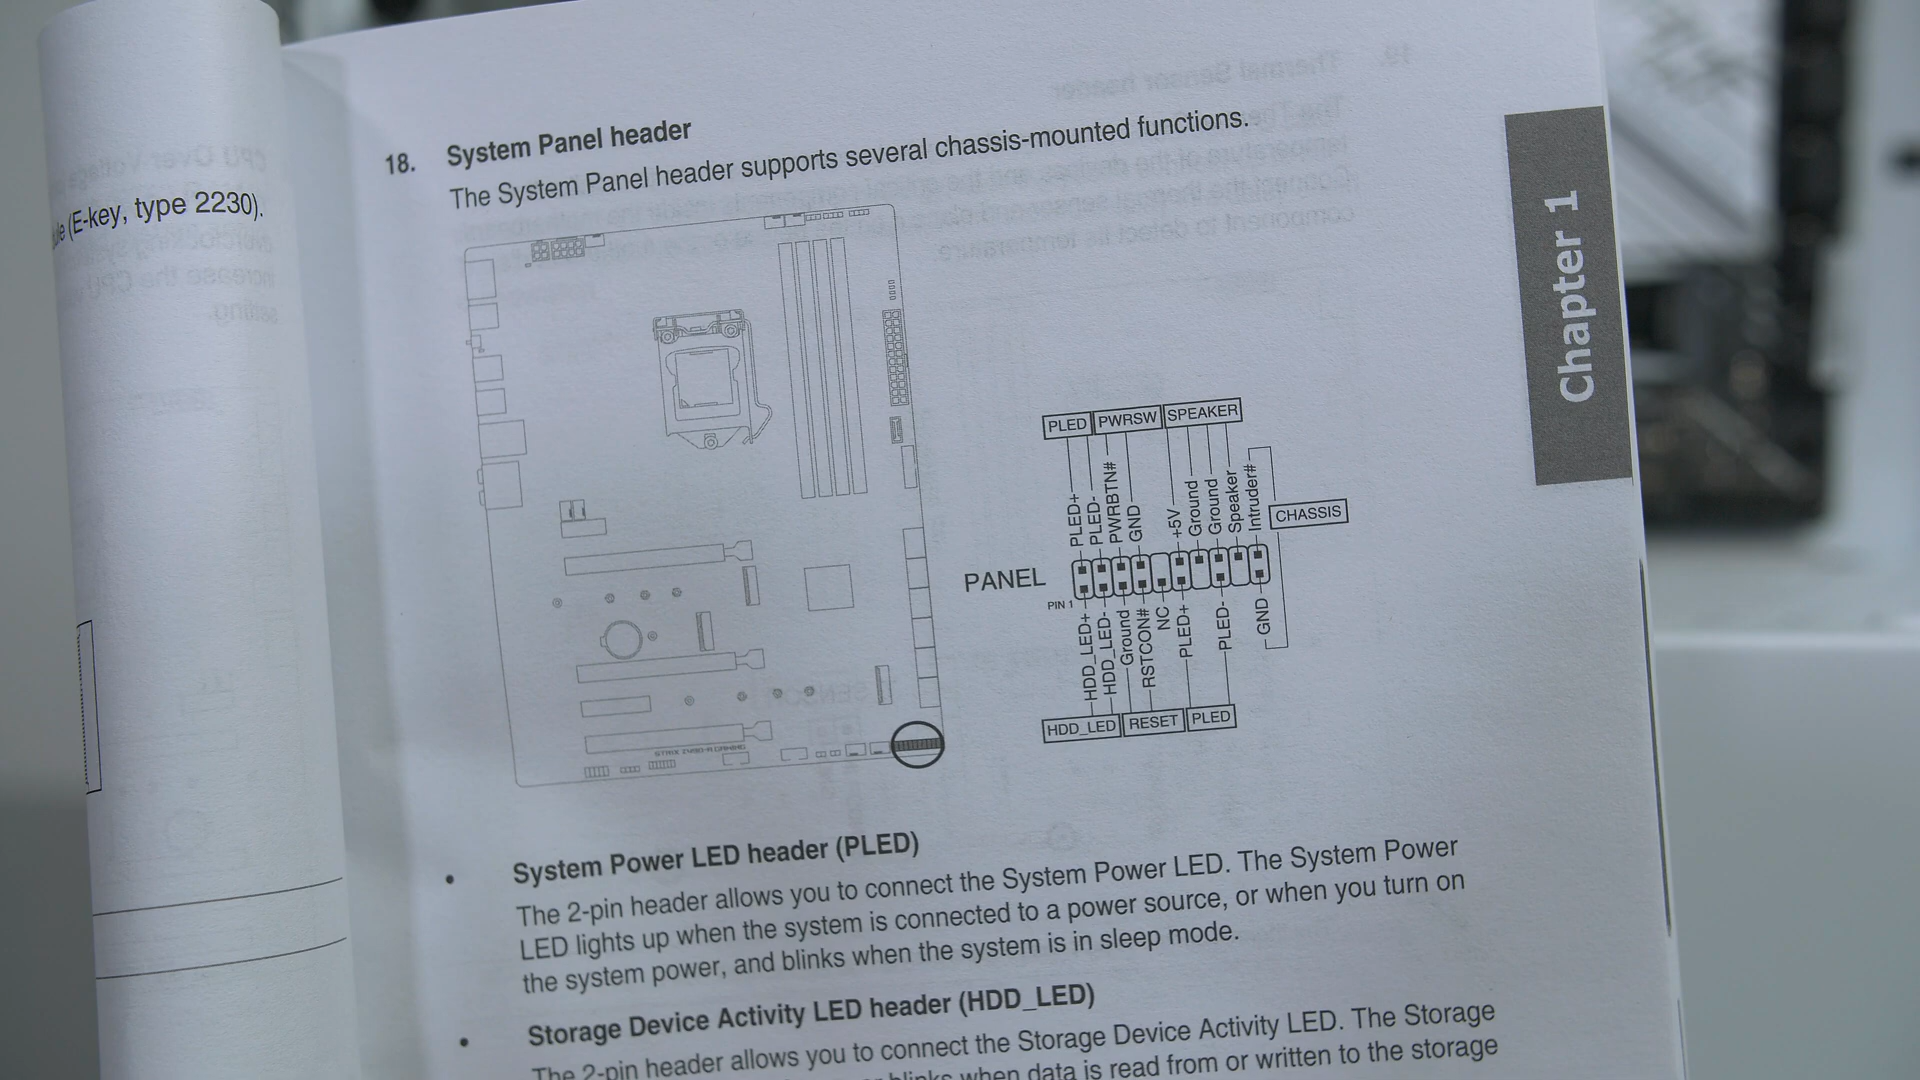 (E-key, type 2230).
18. System Panel header
The System Panel header supports several chassis-mounted functions.
Chapter 1
PLED PWRSW SPEAKER
PLED+
PLED-
PWRBTN#
GND
+5V
Ground
Ground
Speaker
Intruder#
CHASSIS
PANEL
PIN 1
HDD_LED+
HDD_LED-
Ground
RSTCON#
NC
PLED+
PLED-
GND
HDD_LED RESET PLED
• System Power LED header (PLED)
The 2-pin header allows you to connect the System Power LED. The System Power
LED lights up when the system is connected to a power source, or when you turn on
the system power, and blinks when the system is in sleep mode.
• Storage Device Activity LED header (HDD_LED)
The 2-pin header allows you to connect the Storage Device Activity LED. The Storage
blinks when data is read from or written to the storage